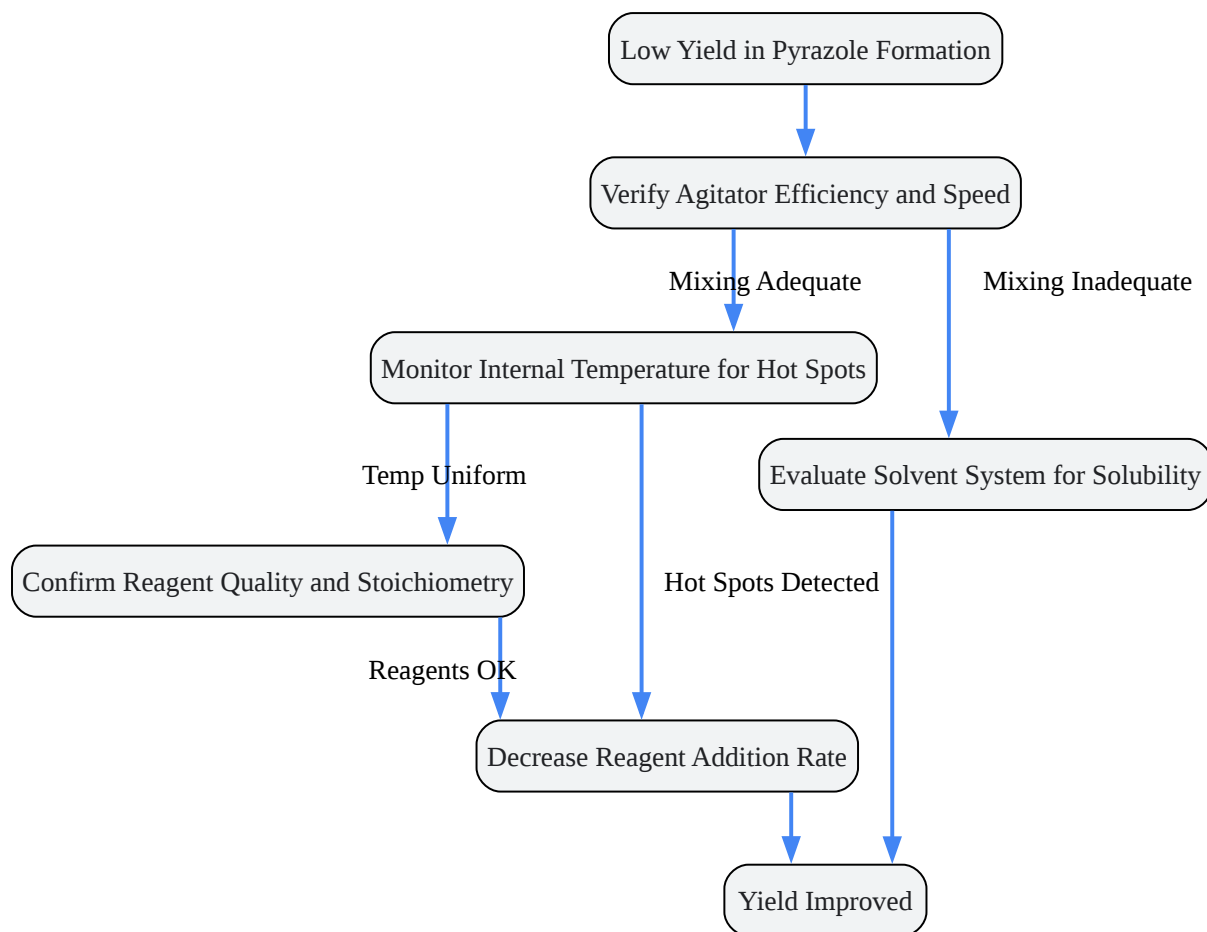 Low Yield in Pyrazole Formation
Verify Agitator Efficiency and Speed
Mixing Adequate
Mixing Inadequate
Monitor Internal Temperature for Hot Spots
Temp Uniform
Evaluate Solvent System for Solubility
Confirm Reagent Quality and Stoichiometry
Hot Spots Detected
Reagents OK
Decrease Reagent Addition Rate
Yield Improved